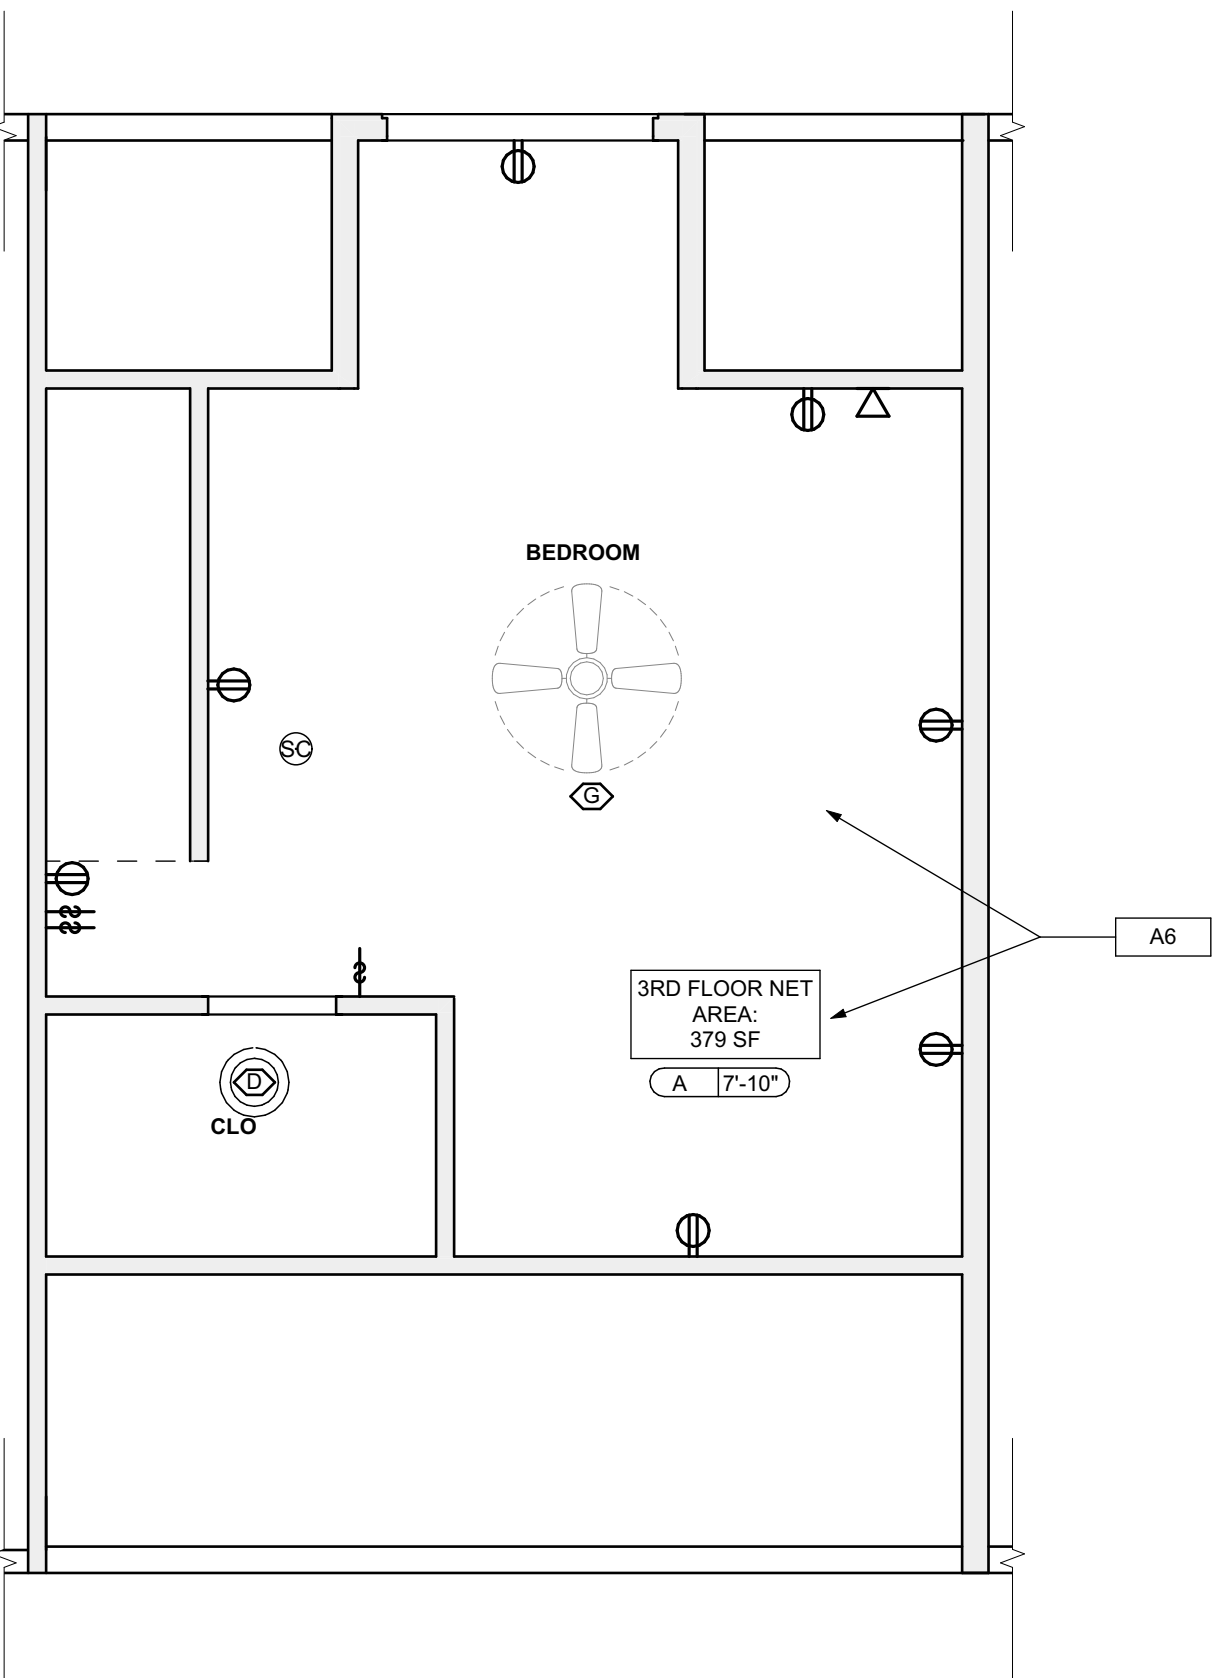 BEDROOM
SC
G
A6
$
$
$
3RD FLOOR NET
AREA:
379 SF
A 7'-10"
D
CLO